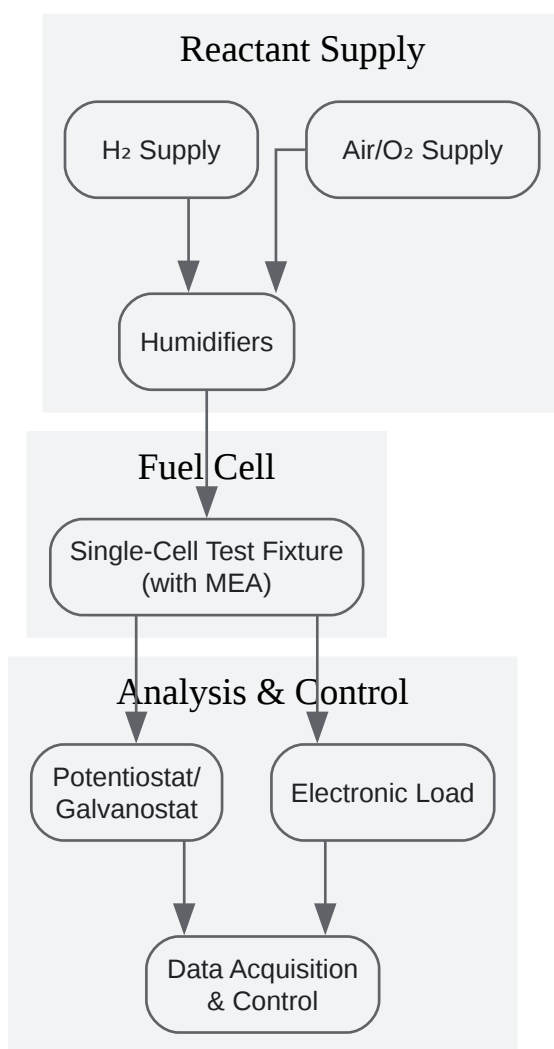 Reactant Supply
H₂ Supply
Air/O₂ Supply
Humidifiers
Fuel Cell
Single-Cell Test Fixture
(with MEA)
Analysis & Control
Potentiostat/
Galvanostat
Electronic Load
Data Acquisition
& Control